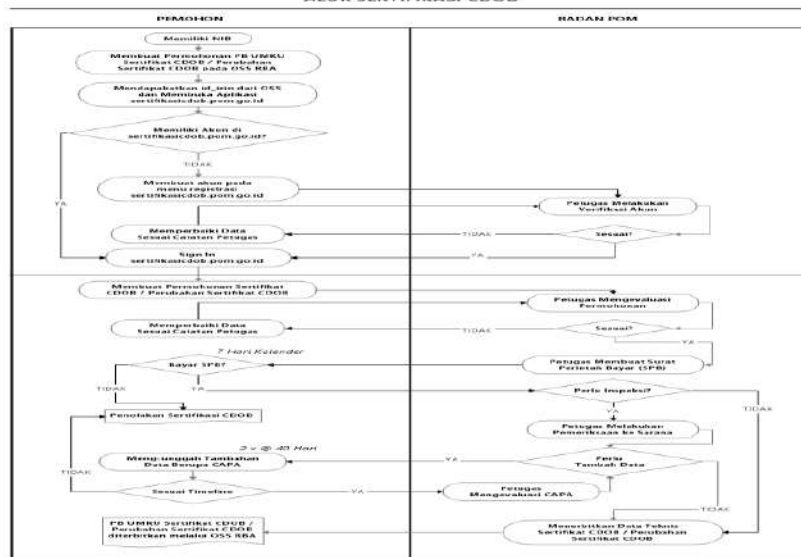 ALUR SERTIFIKASI CDOB
PEMOHON
BADAN POM
Memiliki NIB
Membuat Permohonan PB UMKU
Sertifikat CDOB / Perubahan
Sertifikat CDOB pada OSS RBA
Mendapatkan id_izin dari OSS
dan Membuka Aplikasi
sertifikasicdob.pom.go.id
Memiliki Akun di
sertifikasicdob.pom.go.id?
TIDAK
YA
Membuat akun pada
menu registrasi
sertifikasicdob.pom.go.id
Petugas Melakukan
Verifikasi Akun
Memperbaiki Data
Sesuai Catatan Petugas
TIDAK
Sesuai?
YA
Sign In
sertifikasicdob.pom.go.id
Membuat Permohonan Sertifikat
CDOB / Perubahan Sertifikat CDOB
Petugas Mengevaluasi
Permohonan
Memperbaiki Data
Sesuai Catatan Petugas
TIDAK
Sesuai?
YA
7 Hari Kalender
Bayar SPB?
Petugas Membuat Surat
Perintah Bayar (SPB)
TIDAK
YA
Perlu Inspeksi?
YA
TIDAK
Penolakan Sertifikasi CDOB
Petugas Melakukan
Pemeriksaan ke Sarana
2 x @ 40 Hari
Mengunggah Tambahan
Data Berupa CAPA
YA
Perlu
Tambah Data
TIDAK
Sesuai Timeline
YA
Petugas
Mengevaluasi CAPA
TIDAK
PB UMKU Sertifikat CDOB /
Perubahan Sertifikat CDOB
diterbitkan melalui OSS RBA
Menerbitkan Data Teknis
Sertifikat CDOB / Perubahan
Sertifikat CDOB